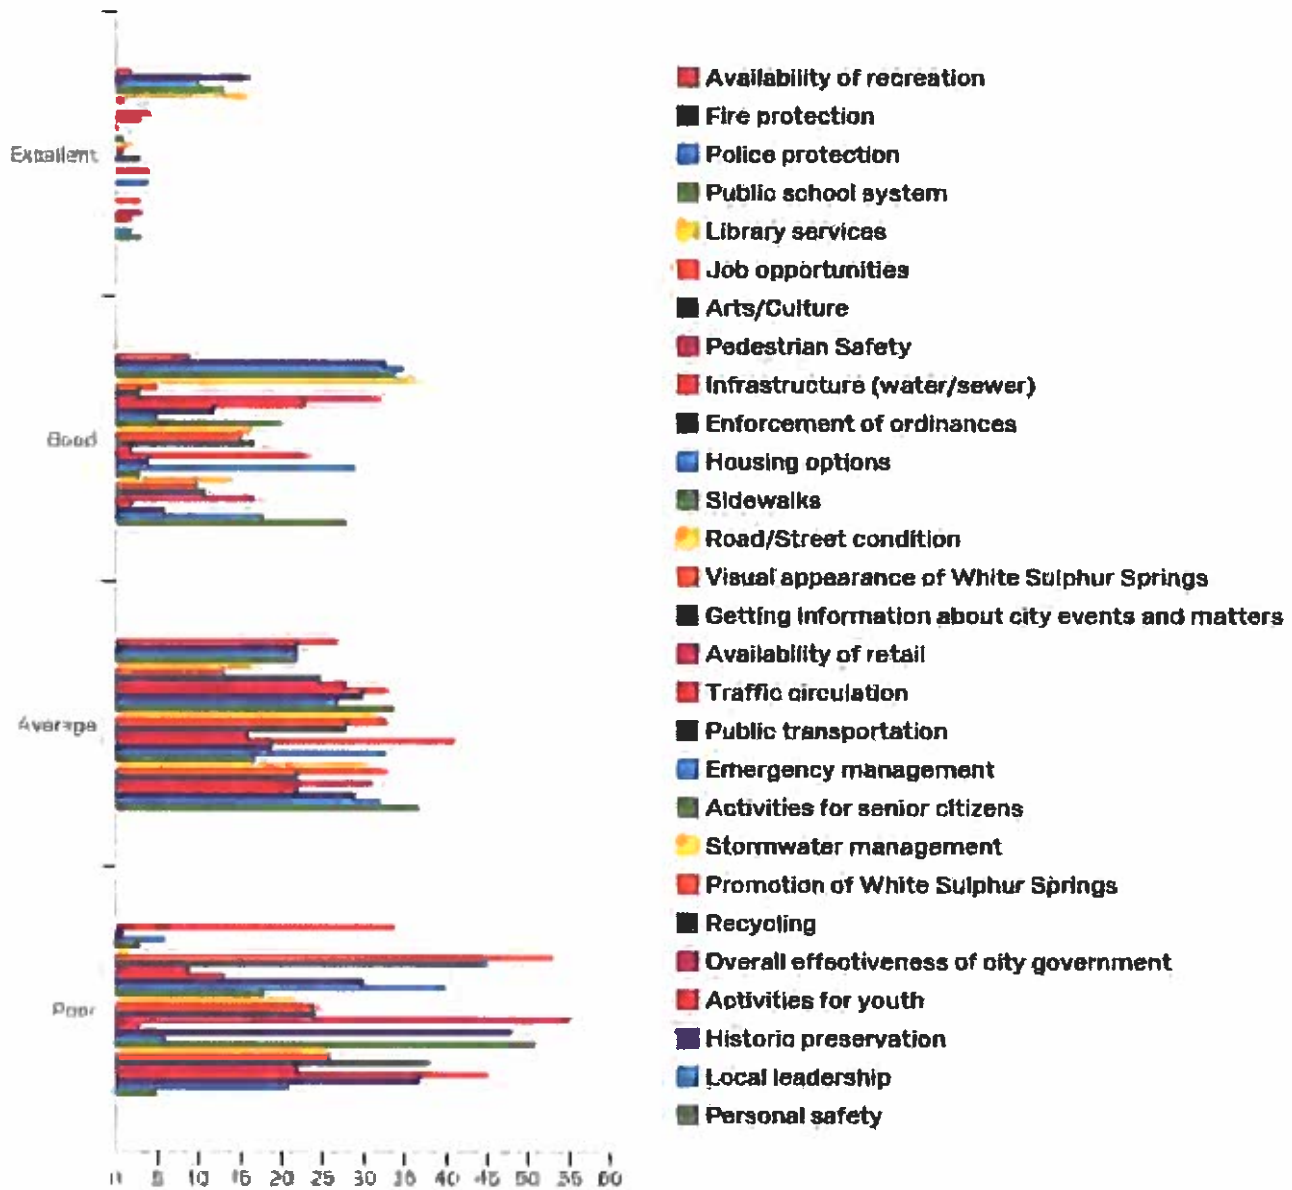 Excellent
Good
Average
Poor
0 5 10 15 20 25 30 35 40 45 50 55 60
Availability of recreation
Fire protection
Police protection
Public school system
Library services
Job opportunities
Arts/Culture
Pedestrian Safety
Infrastructure (water/sewer)
Enforcement of ordinances
Housing options
Sidewalks
Road/Street condition
Visual appearance of White Sulphur Springs
Getting information about city events and matters
Availability of retail
Traffic circulation
Public transportation
Emergency management
Activities for senior citizens
Stormwater management
Promotion of White Sulphur Springs
Recycling
Overall effectiveness of city government
Activities for youth
Historic preservation
Local leadership
Personal safety